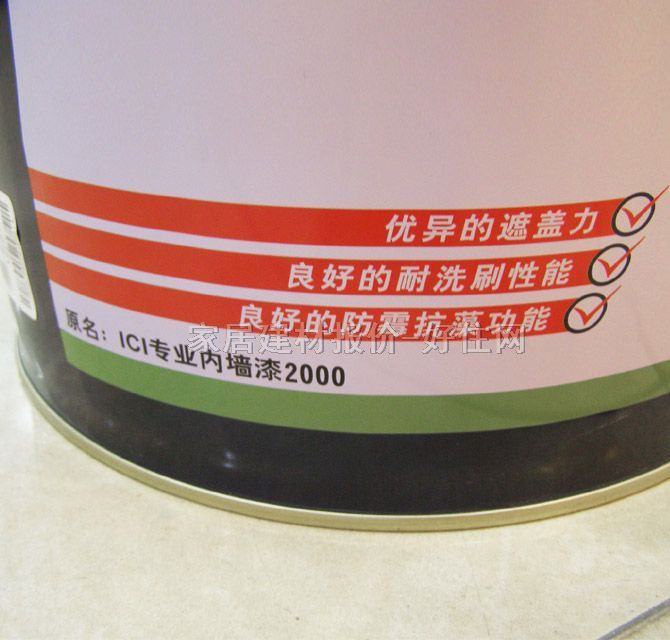 优异的遮盖力
良好的耐洗刷性能
良好的防霉抗藻功能
原名：ICI专业内墙漆2000
家居建材报价 好住网